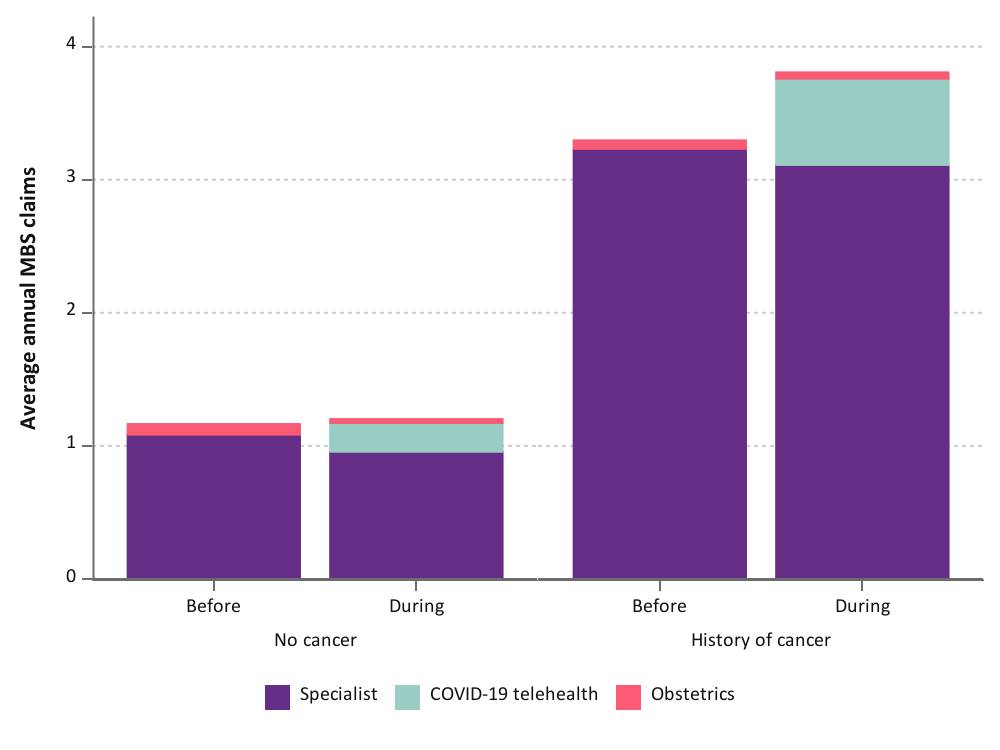 Average annual MBS claims
4
3
2
1
0
Before During Before During
No cancer History of cancer
Specialist COVID-19 telehealth Obstetrics